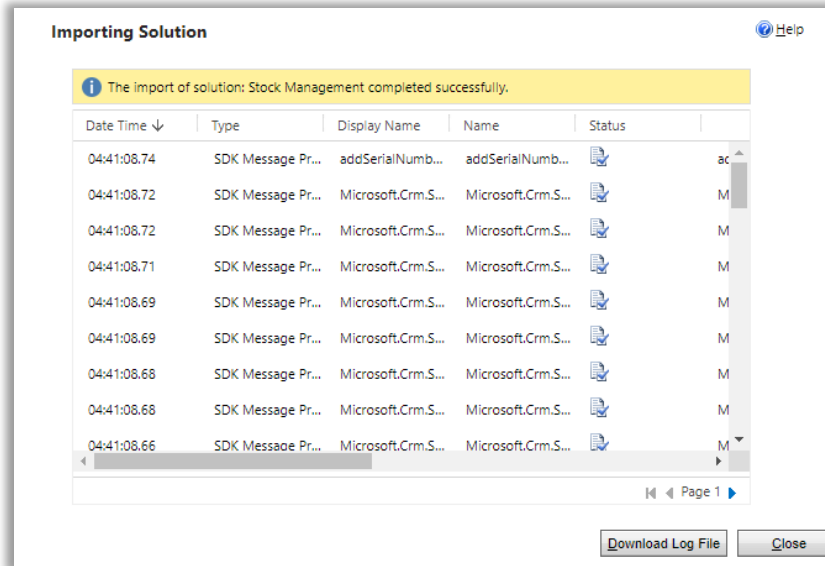 Importing Solution
Help
The import of solution: Stock Management completed successfully.
Date Time Type Display Name Name Status
04:41:08.74 SDK Message Pr... addSerialNumb... addSerialNumb... ac
04:41:08.72 SDK Message Pr... Microsoft.Crm.S... Microsoft.Crm.S... M
04:41:08.72 SDK Message Pr... Microsoft.Crm.S... Microsoft.Crm.S... M
04:41:08.71 SDK Message Pr... Microsoft.Crm.S... Microsoft.Crm.S... M
04:41:08.69 SDK Message Pr... Microsoft.Crm.S... Microsoft.Crm.S... M
04:41:08.69 SDK Message Pr... Microsoft.Crm.S... Microsoft.Crm.S... M
04:41:08.68 SDK Message Pr... Microsoft.Crm.S... Microsoft.Crm.S... M
04:41:08.68 SDK Message Pr... Microsoft.Crm.S... Microsoft.Crm.S... M
04:41:08.66 SDK Message Pr... Microsoft.Crm.S... Microsoft.Crm.S... M
Page 1
Download Log File Close